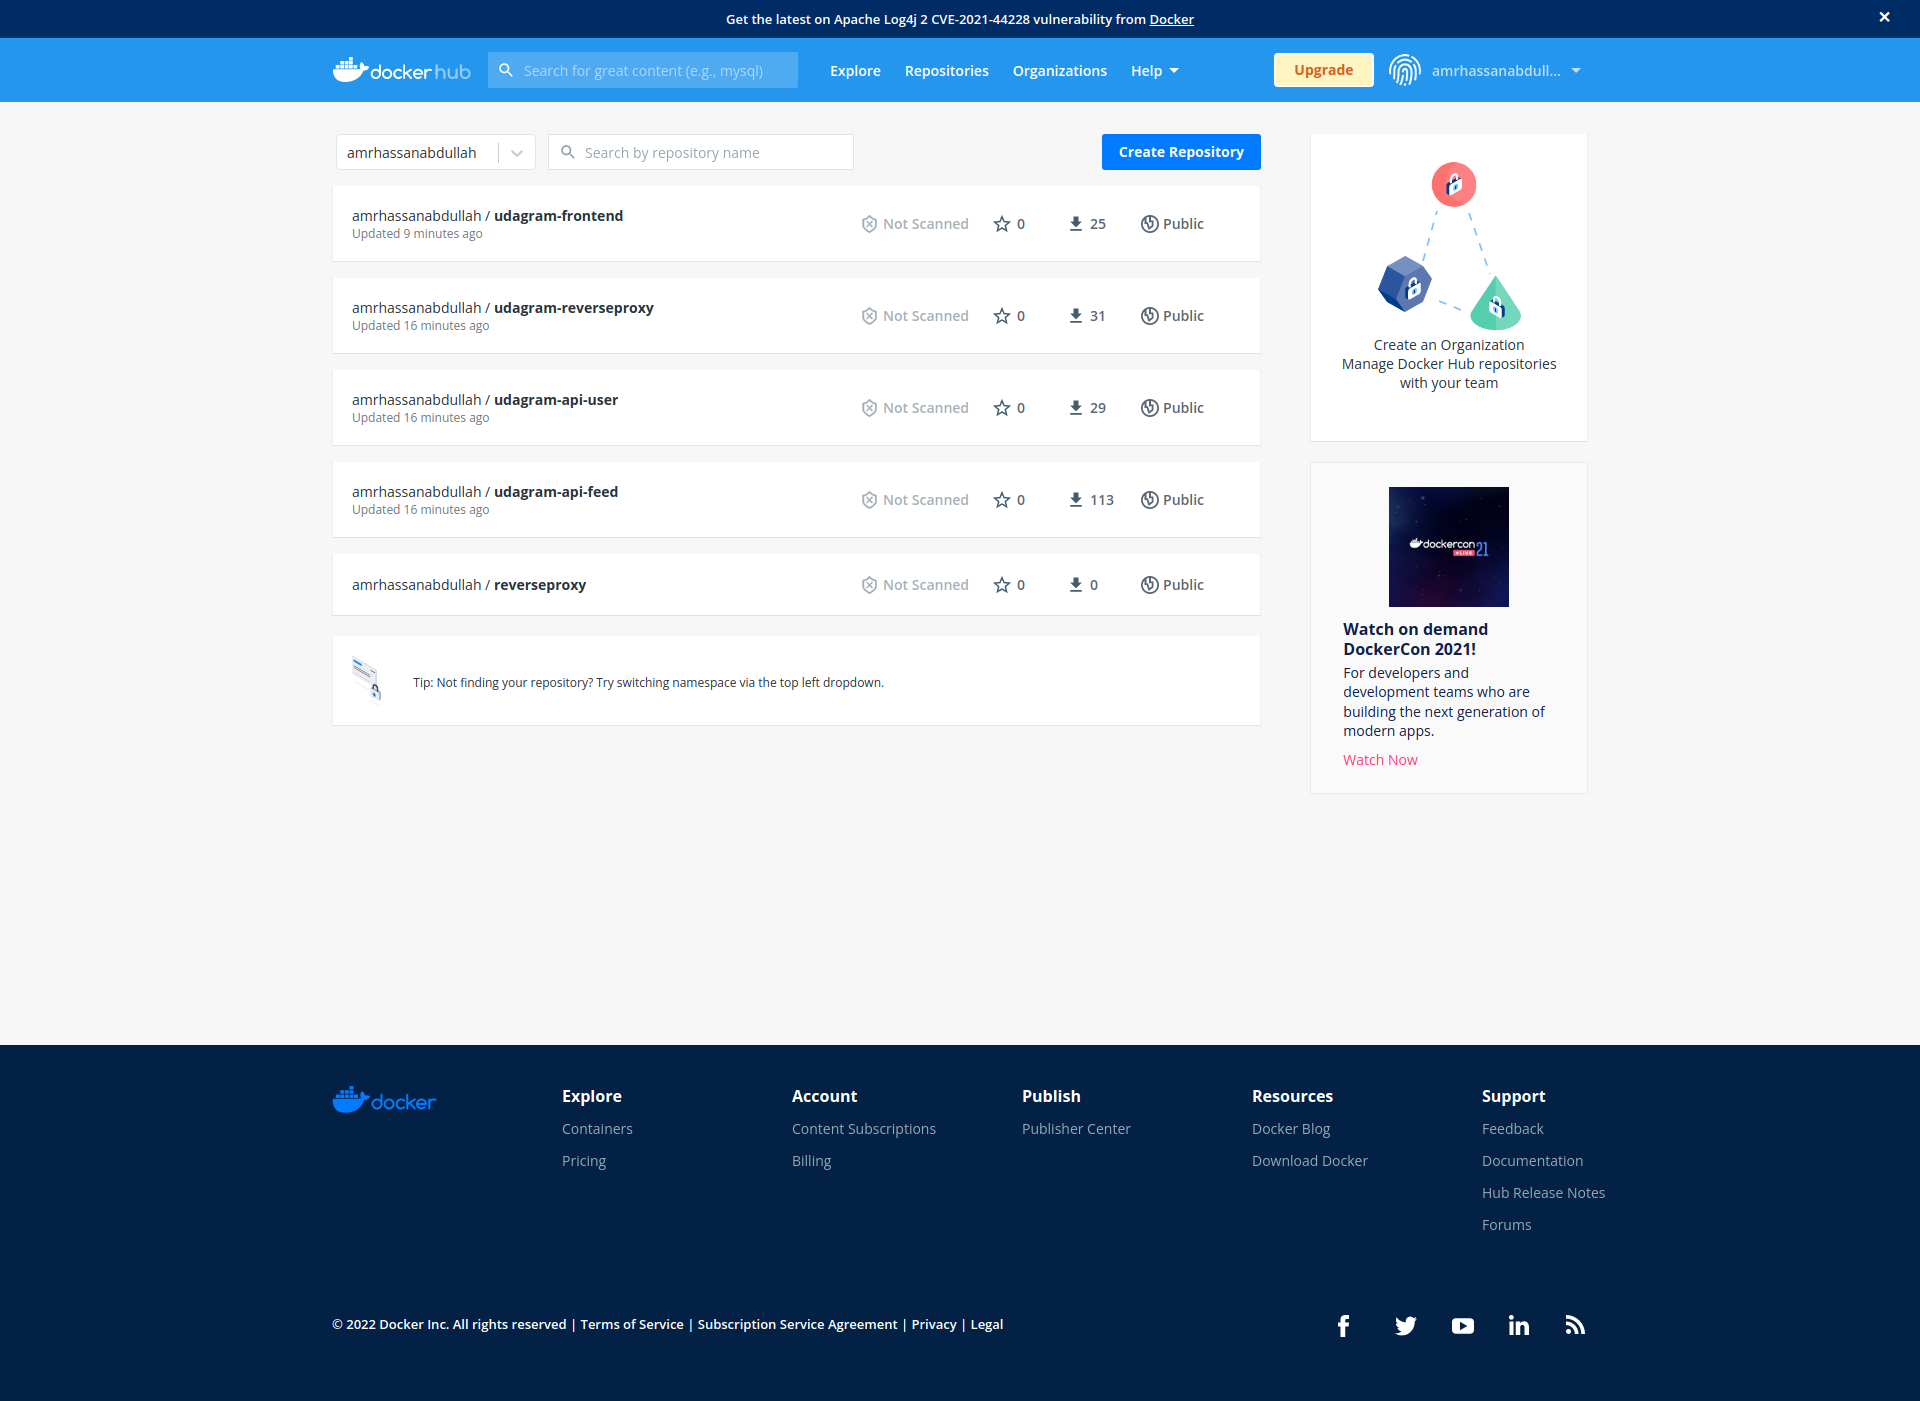 Get the latest on Apache Log4j 2 CVE-2021-44228 vulnerability from Docker
docker hub
Search for great content (e.g., mysql)
Explore
Repositories
Organizations
Help
Upgrade
amrhassanabdull...
amrhassanabdullah
Search by repository name
Create Repository
amrhassanabdullah / udagram-frontend
Updated 9 minutes ago
Not Scanned
0
25
Public
amrhassanabdullah / udagram-reverseproxy
Updated 16 minutes ago
Not Scanned
0
31
Public
amrhassanabdullah / udagram-api-user
Updated 16 minutes ago
Not Scanned
0
29
Public
amrhassanabdullah / udagram-api-feed
Updated 16 minutes ago
Not Scanned
0
113
Public
amrhassanabdullah / reverseproxy
Not Scanned
0
0
Public
Tip: Not finding your repository? Try switching namespace via the top left dropdown.
Create an Organization
Manage Docker Hub repositories
with your team
dockercon 21
LIVE
Watch on demand
DockerCon 2021!
For developers and
development teams who are
building the next generation of
modern apps.
Watch Now
docker
Explore
Containers
Pricing
Account
Content Subscriptions
Billing
Publish
Publisher Center
Resources
Docker Blog
Download Docker
Support
Feedback
Documentation
Hub Release Notes
Forums
© 2022 Docker Inc. All rights reserved | Terms of Service | Subscription Service Agreement | Privacy | Legal